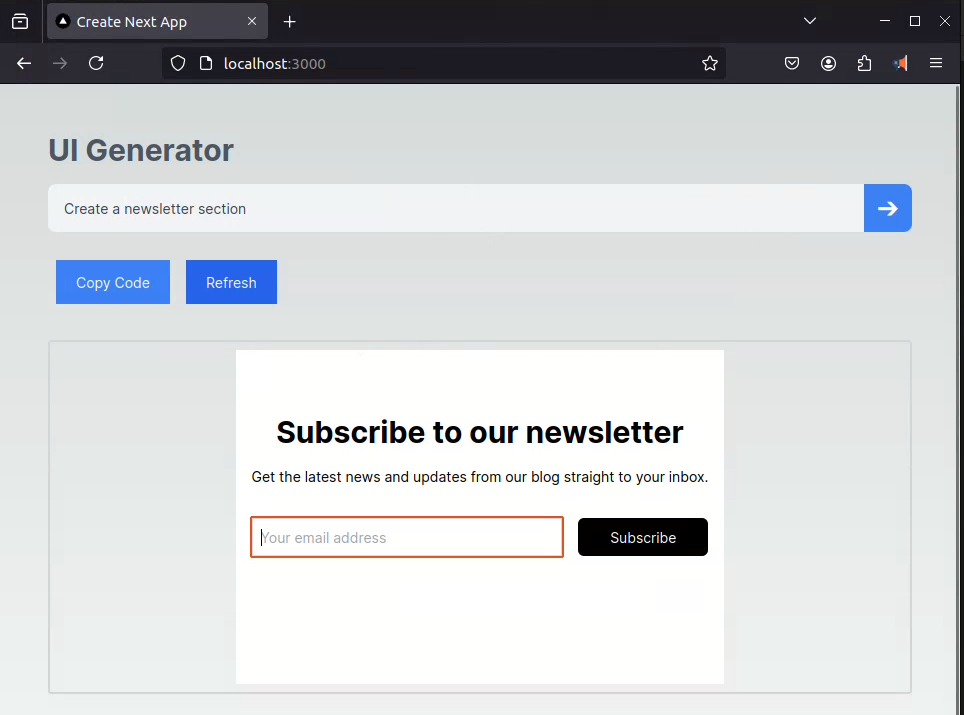 Create Next App
localhost:3000
UI Generator
Create a newsletter section
Copy Code
Refresh
Subscribe to our newsletter
Get the latest news and updates from our blog straight to your inbox.
Your email address
Subscribe